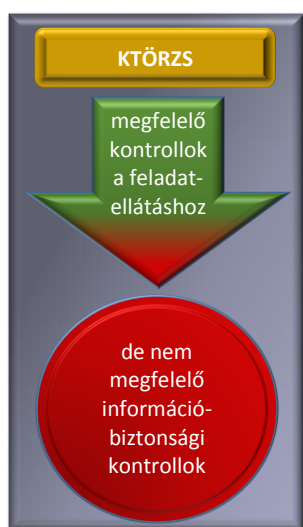 KTÖRZS
megfelelő
kontrollok
a feladat-
ellátáshoz
de nem
megfelelő
információ-
biztonsági
kontrollok